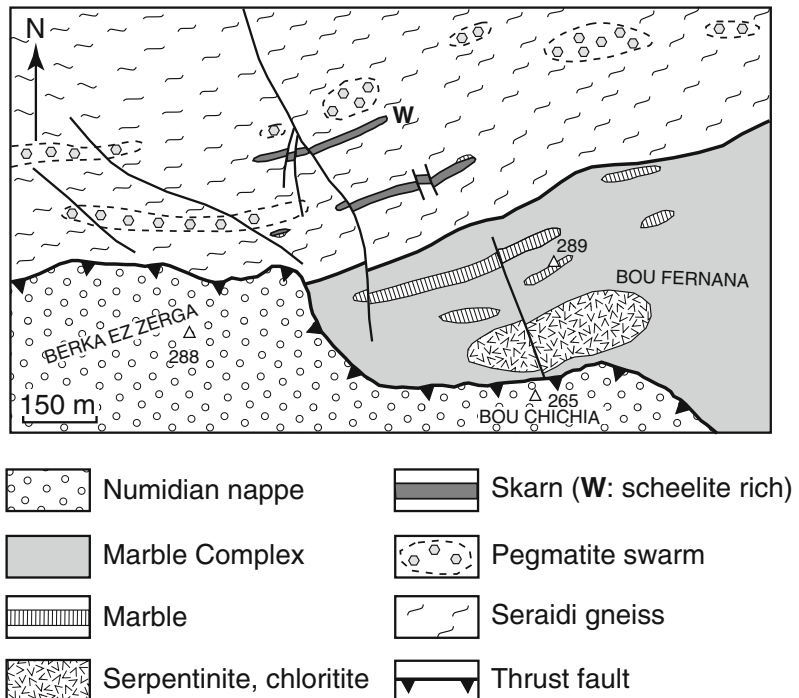 N
W
289
BOU FERNANA
BERKA EZ ZERGA
288
150 m
265
BOU CHICHIA
Numidian nappe
Skarn (W: scheelite rich)
Marble Complex
Pegmatite swarm
Marble
Seraidi gneiss
Serpentinite, chloritite
Thrust fault